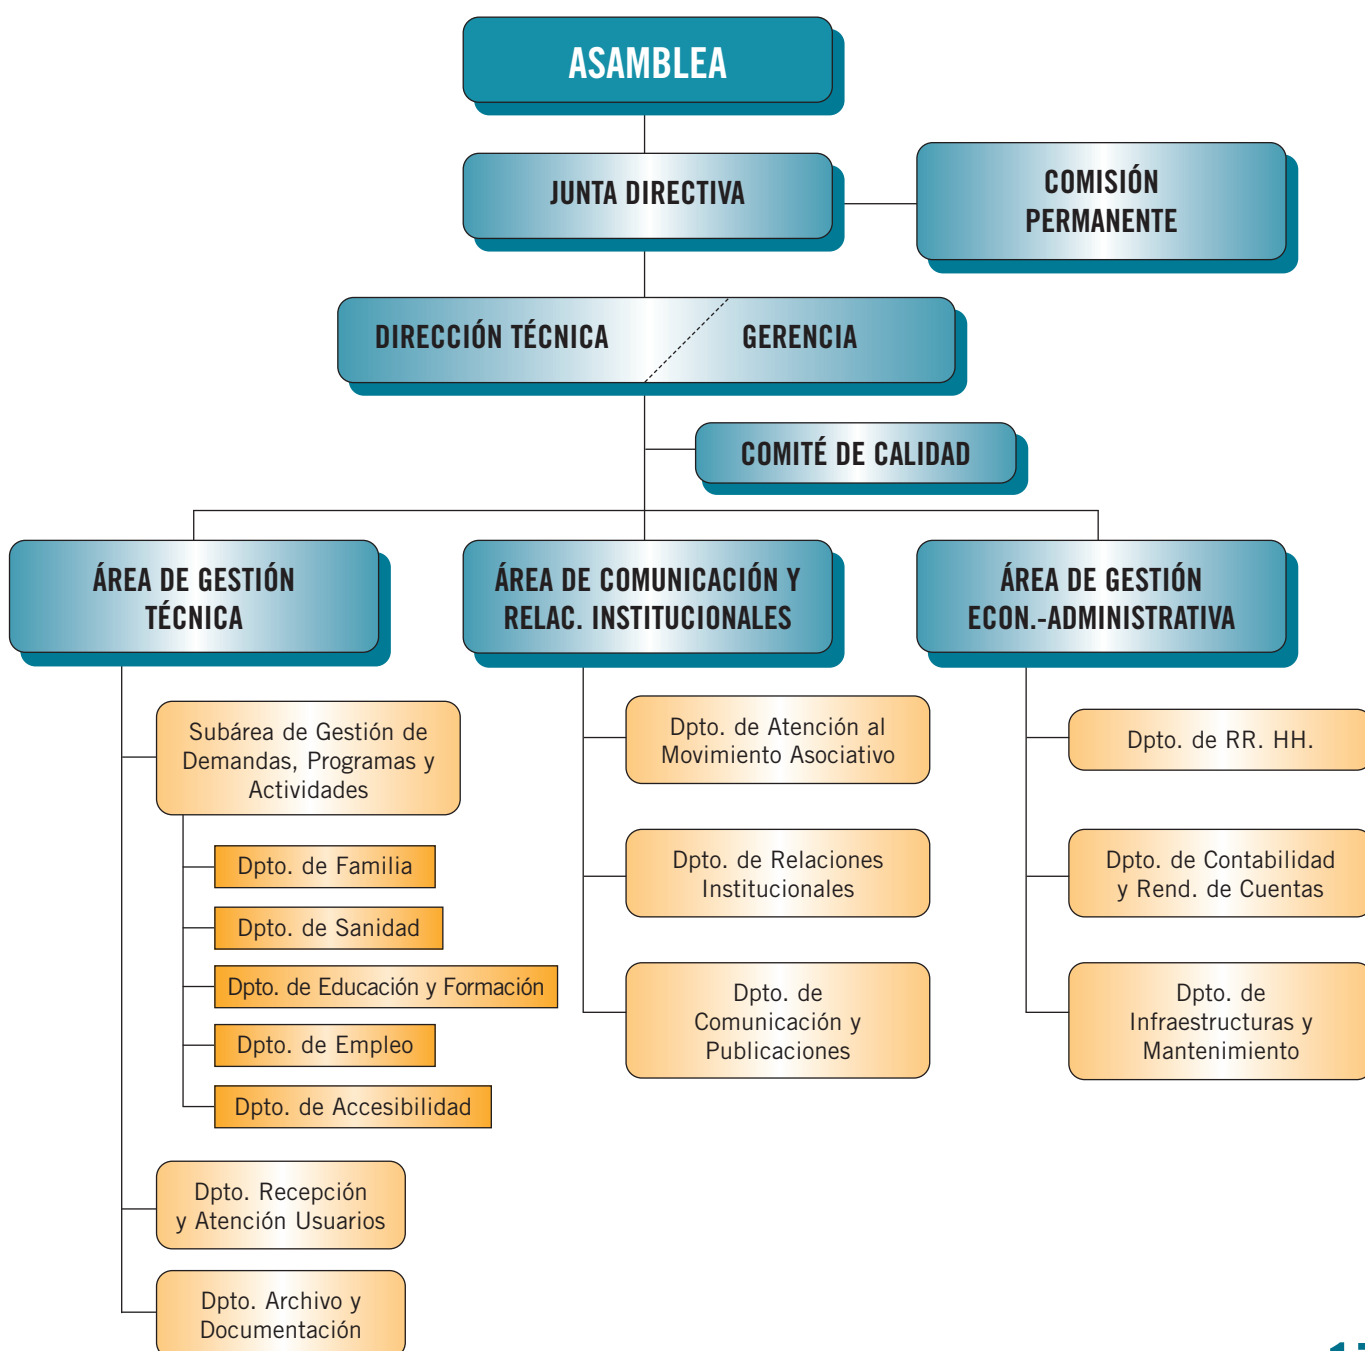 ASAMBLEA
JUNTA DIRECTIVA
COMISIÓN
PERMANENTE
DIRECCIÓN TÉCNICA
GERENCIA
COMITÉ DE CALIDAD
ÁREA DE GESTIÓN
TÉCNICA
Subárea de Gestión de
Demandas, Programas y
Actividades
Dpto. de Familia
Dpto. de Sanidad
Dpto. de Educación y Formación
Dpto. de Empleo
Dpto. de Accesibilidad
Dpto. Recepción
y Atención Usuarios
Dpto. Archivo y
Documentación
ÁREA DE COMUNICACIÓN Y
RELAC. INSTITUCIONALES
Dpto. de Atención al
Movimiento Asociativo
Dpto. de Relaciones
Institucionales
Dpto. de
Comunicación y
Publicaciones
ÁREA DE GESTIÓN
ECON.-ADMINISTRATIVA
Dpto. de RR. HH.
Dpto. de Contabilidad
y Rend. de Cuentas
Dpto. de
Infraestructuras y
Mantenimiento